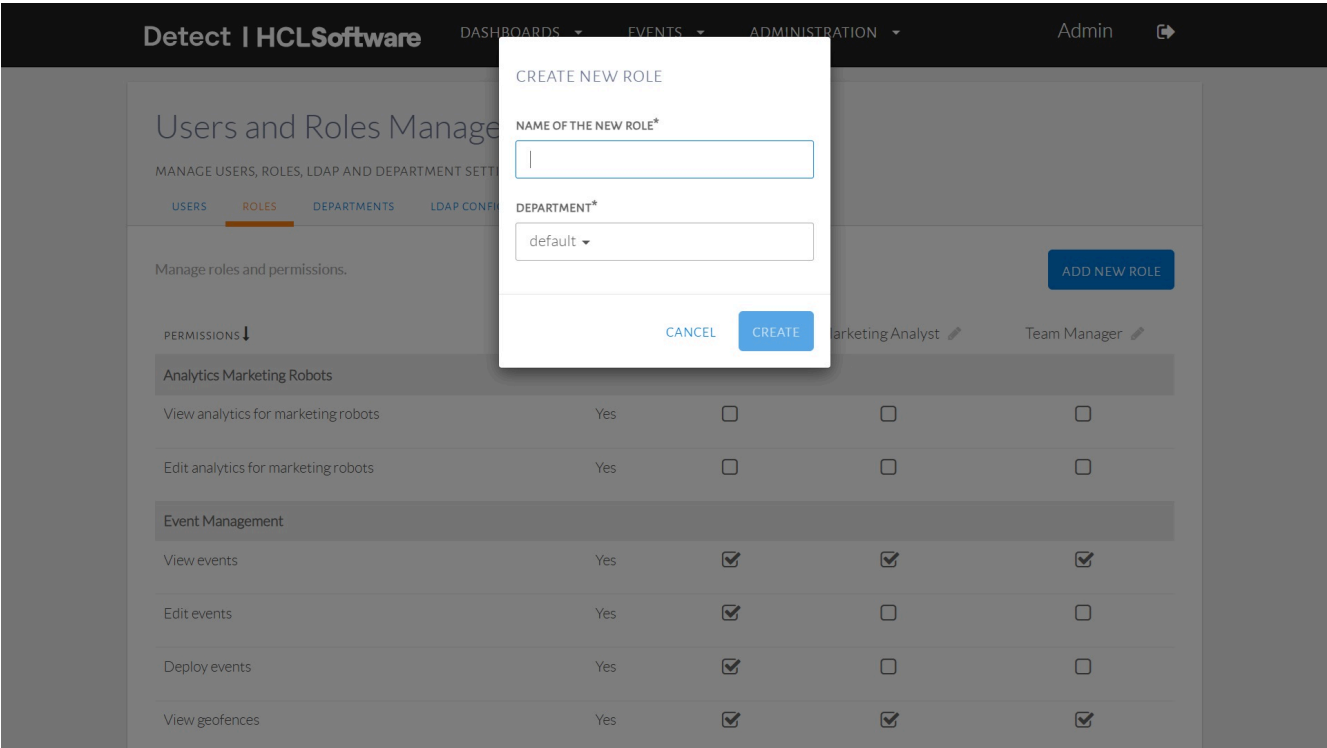 Detect | HCLSoftware DASHBOARDS EVENTS ADMINISTRATION Admin
CREATE NEW ROLE
Users and Roles Manage
NAME OF THE NEW ROLE*
MANAGE USERS, ROLES, LDAP AND DEPARTMENT SETTI
USERS ROLES DEPARTMENTS LDAP CONFI
DEPARTMENT*
default
Manage roles and permissions. ADD NEW ROLE
CANCEL CREATE
PERMISSIONS arketing Analyst Team Manager
Analytics Marketing Robots
View analytics for marketing robots Yes
Edit analytics for marketing robots Yes
Event Management
View events Yes
Edit events Yes
Deploy events Yes
View geofences Yes